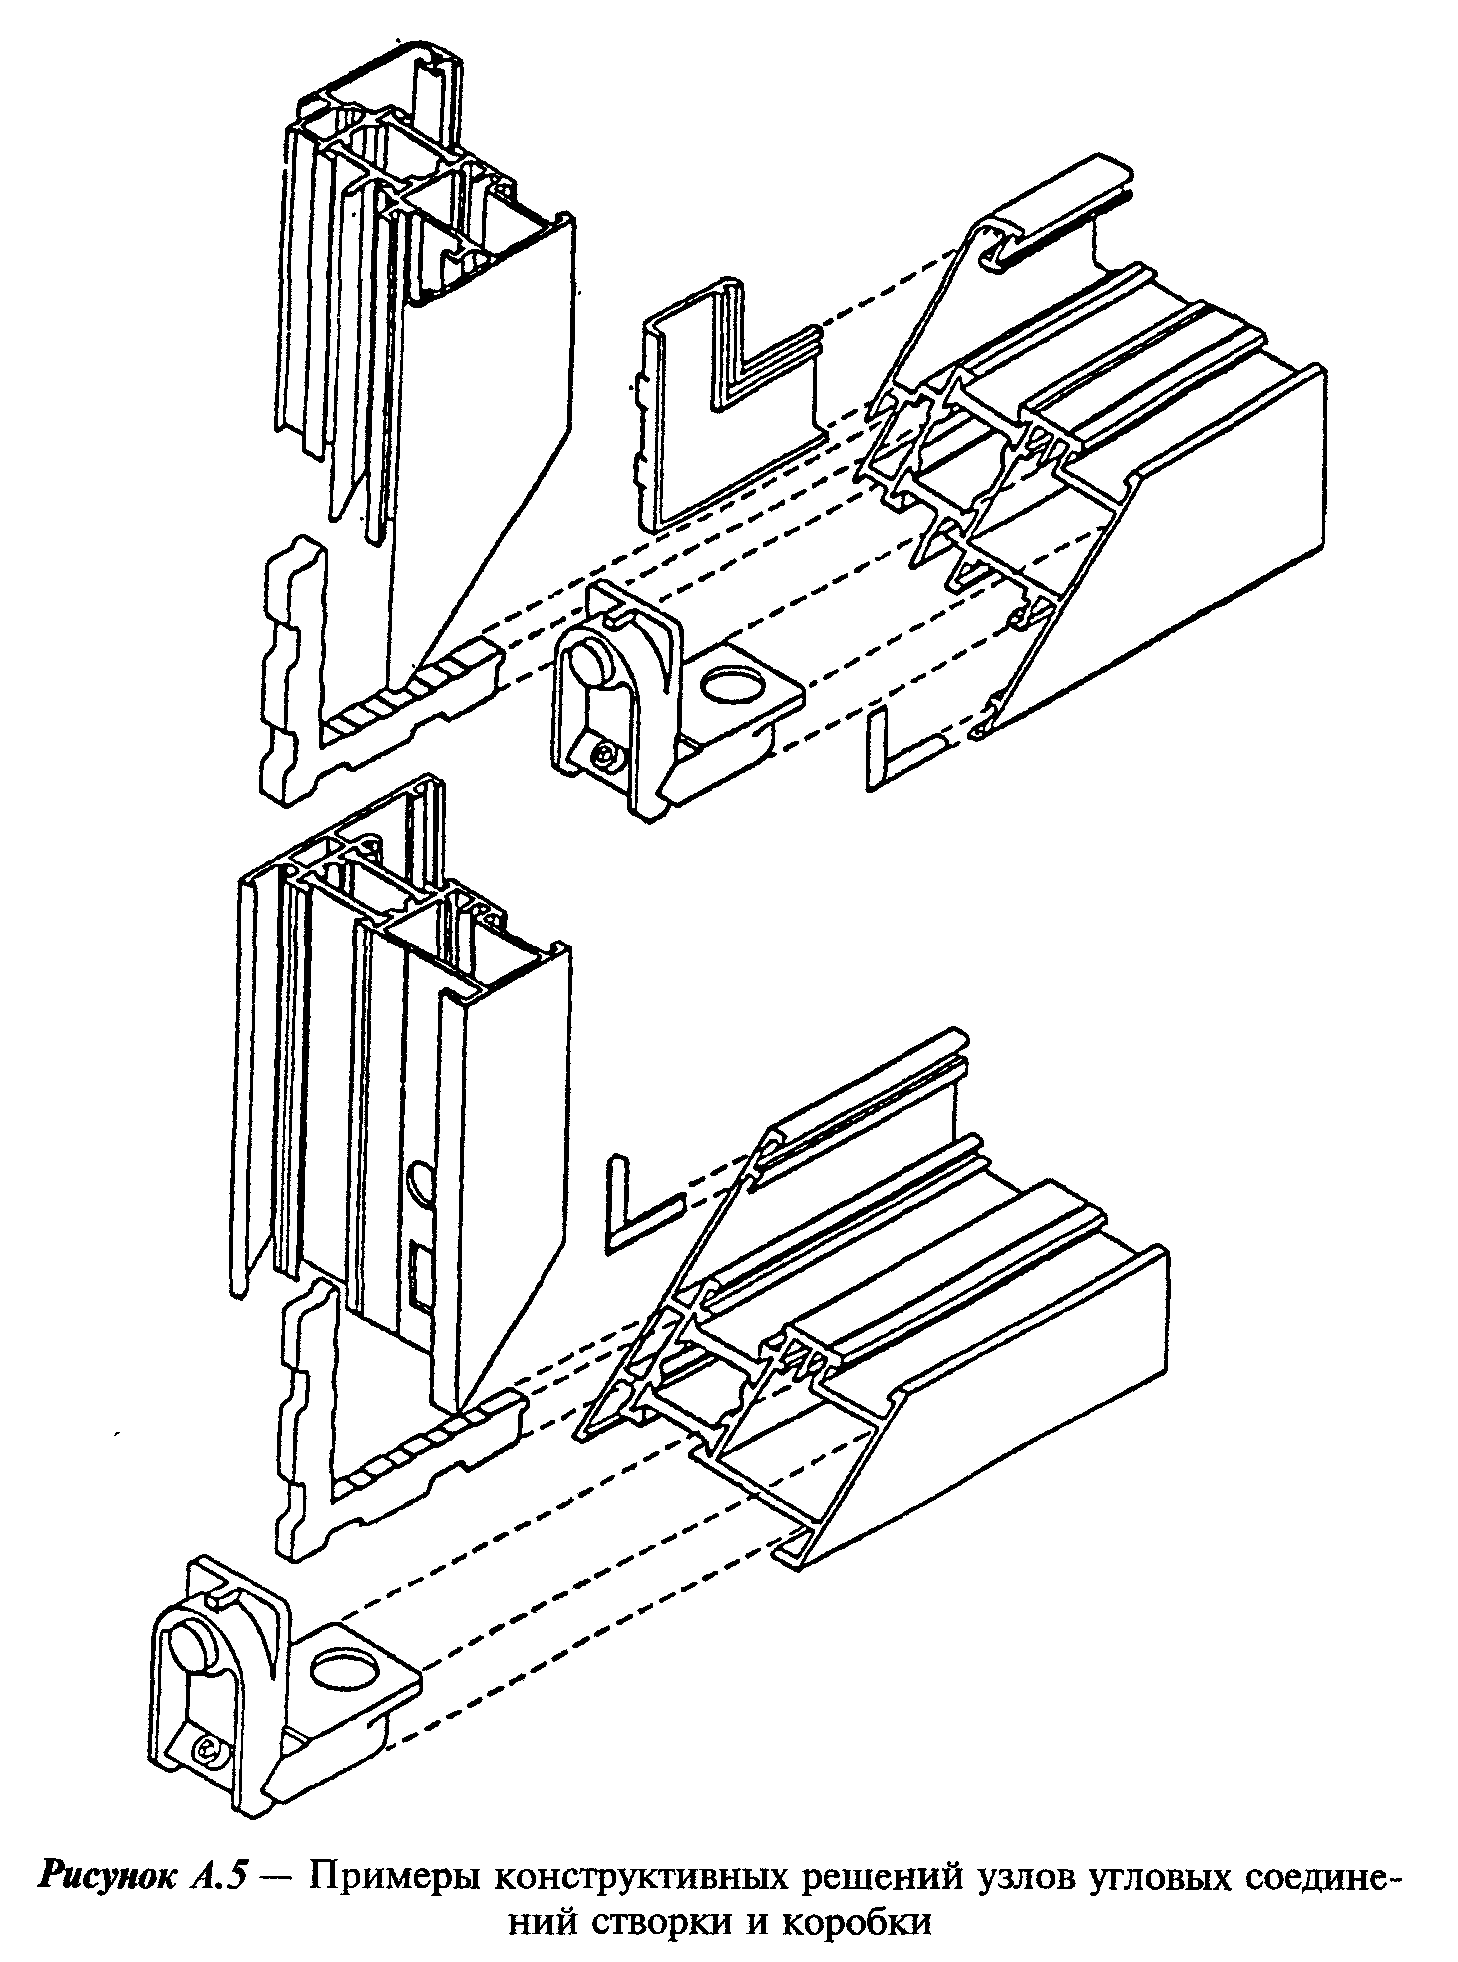 Рисунок А.5 — Примеры конструктивных решений узлов угловых соедине-
ний створки и коробки